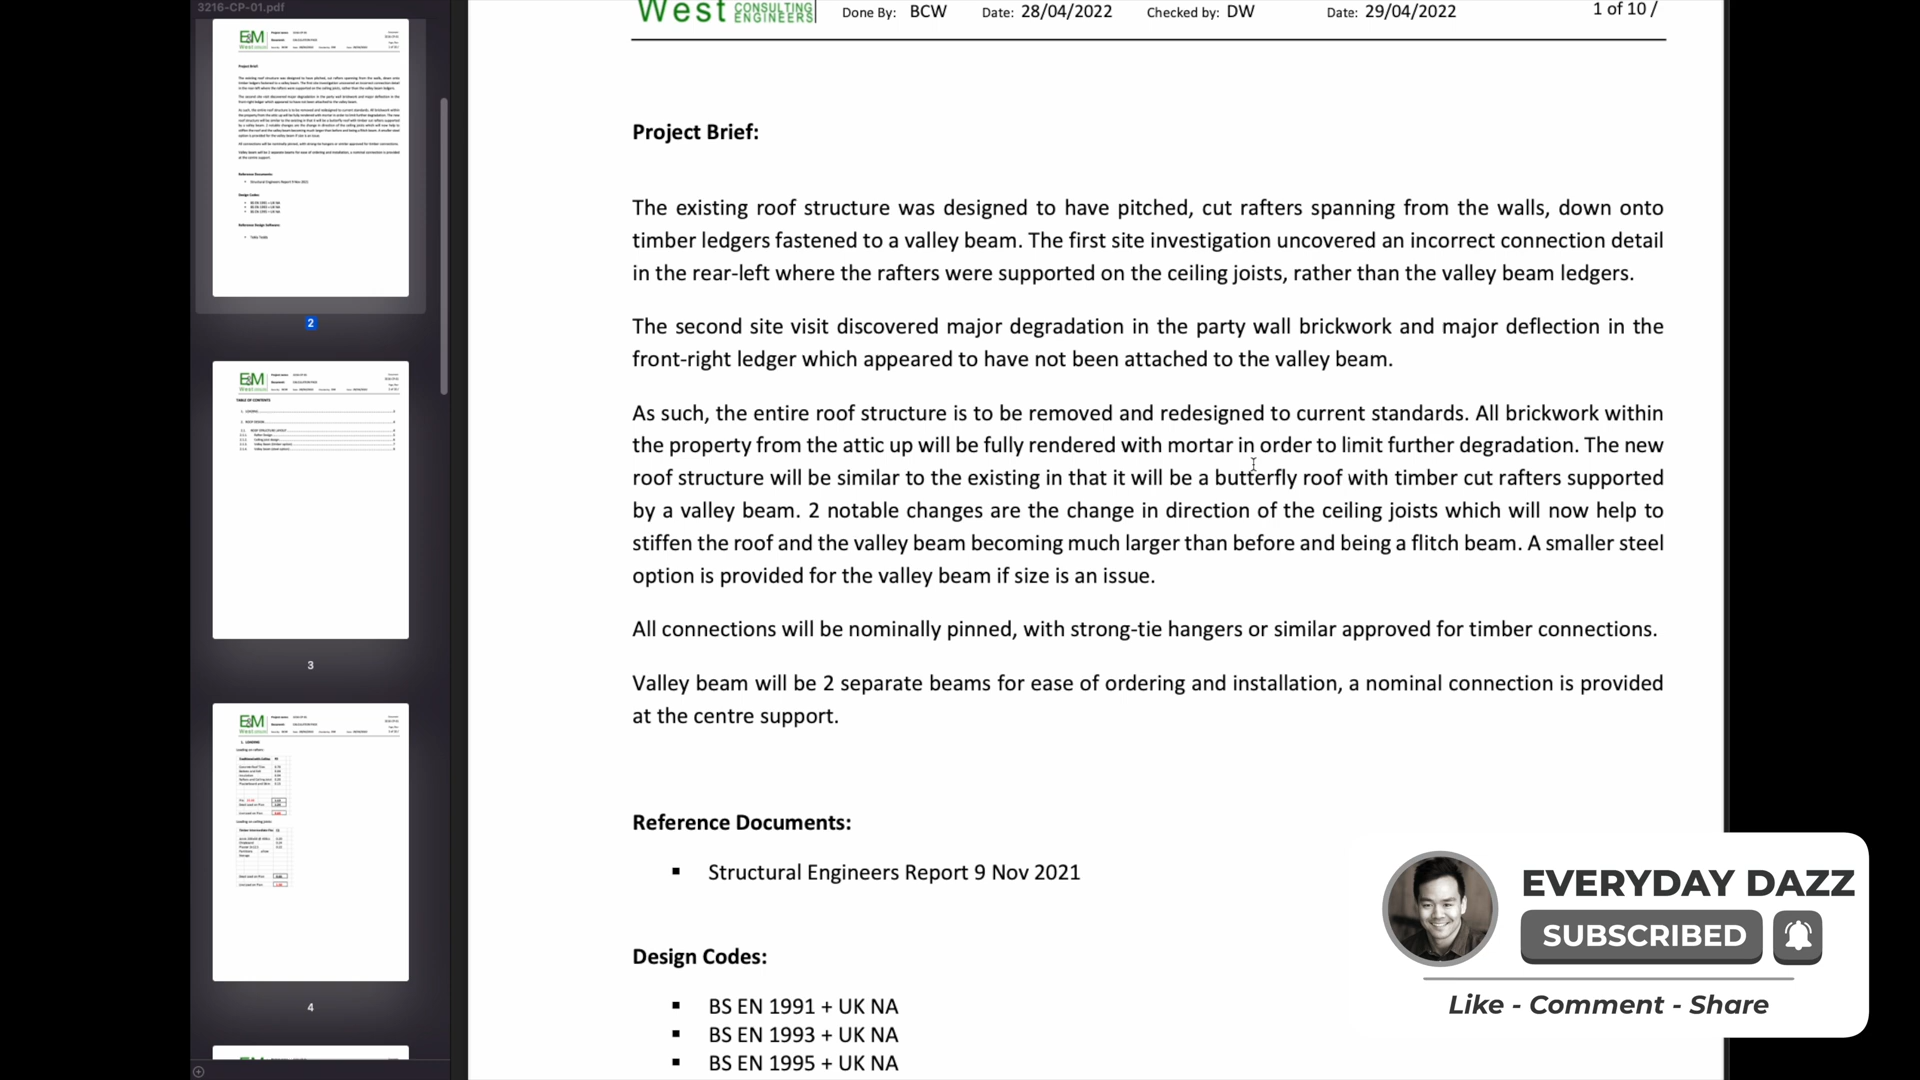 3216-CP-01.pdf
West CONSULTING ENGINEERS Done By: BCW Date: 28/04/2022 Checked by: DW Date: 29/04/2022 1 of 10 /
Project Brief:
The existing roof structure was designed to have pitched, cut rafters spanning from the walls, down onto
timber ledgers fastened to a valley beam. The first site investigation uncovered an incorrect connection detail
in the rear-left where the rafters were supported on the ceiling joists, rather than the valley beam ledgers.
The second site visit discovered major degradation in the party wall brickwork and major deflection in the
front-right ledger which appeared to have not been attached to the valley beam.
As such, the entire roof structure is to be removed and redesigned to current standards. All brickwork within
the property from the attic up will be fully rendered with mortar in order to limit further degradation. The new
roof structure will be similar to the existing in that it will be a butterfly roof with timber cut rafters supported
by a valley beam. 2 notable changes are the change in direction of the ceiling joists which will now help to
stiffen the roof and the valley beam becoming much larger than before and being a flitch beam. A smaller steel
option is provided for the valley beam if size is an issue.
All connections will be nominally pinned, with strong-tie hangers or similar approved for timber connections.
Valley beam will be 2 separate beams for ease of ordering and installation, a nominal connection is provided
at the centre support.
Reference Documents:
▪ Structural Engineers Report 9 Nov 2021
Design Codes:
▪ BS EN 1991 + UK NA
▪ BS EN 1993 + UK NA
▪ BS EN 1995 + UK NA
2
3
4
EVERYDAY DAZZ
SUBSCRIBED
Like - Comment - Share